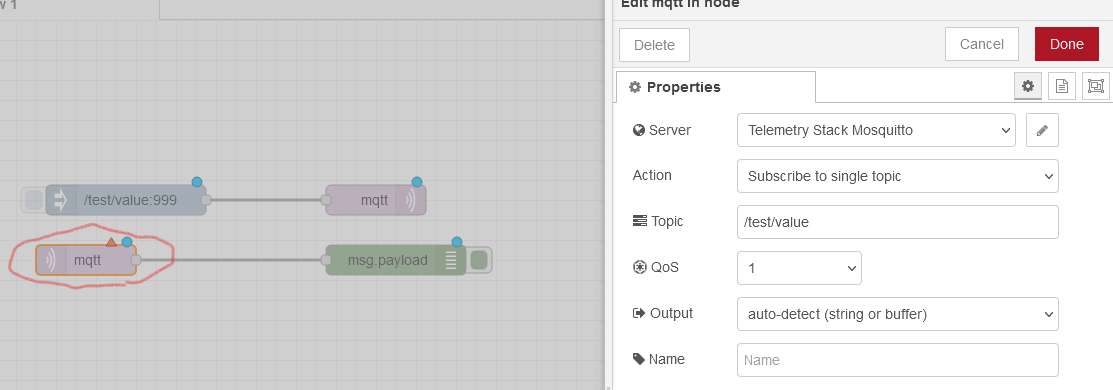 w 1
Edit mqtt in node
Delete
Cancel
Done
Properties
Server
Telemetry Stack Mosquitto
Action
Subscribe to single topic
/test/value:999
mqtt
Topic
/test/value
mqtt
msg.payload
QoS
1
Output
auto-detect (string or buffer)
Name
Name